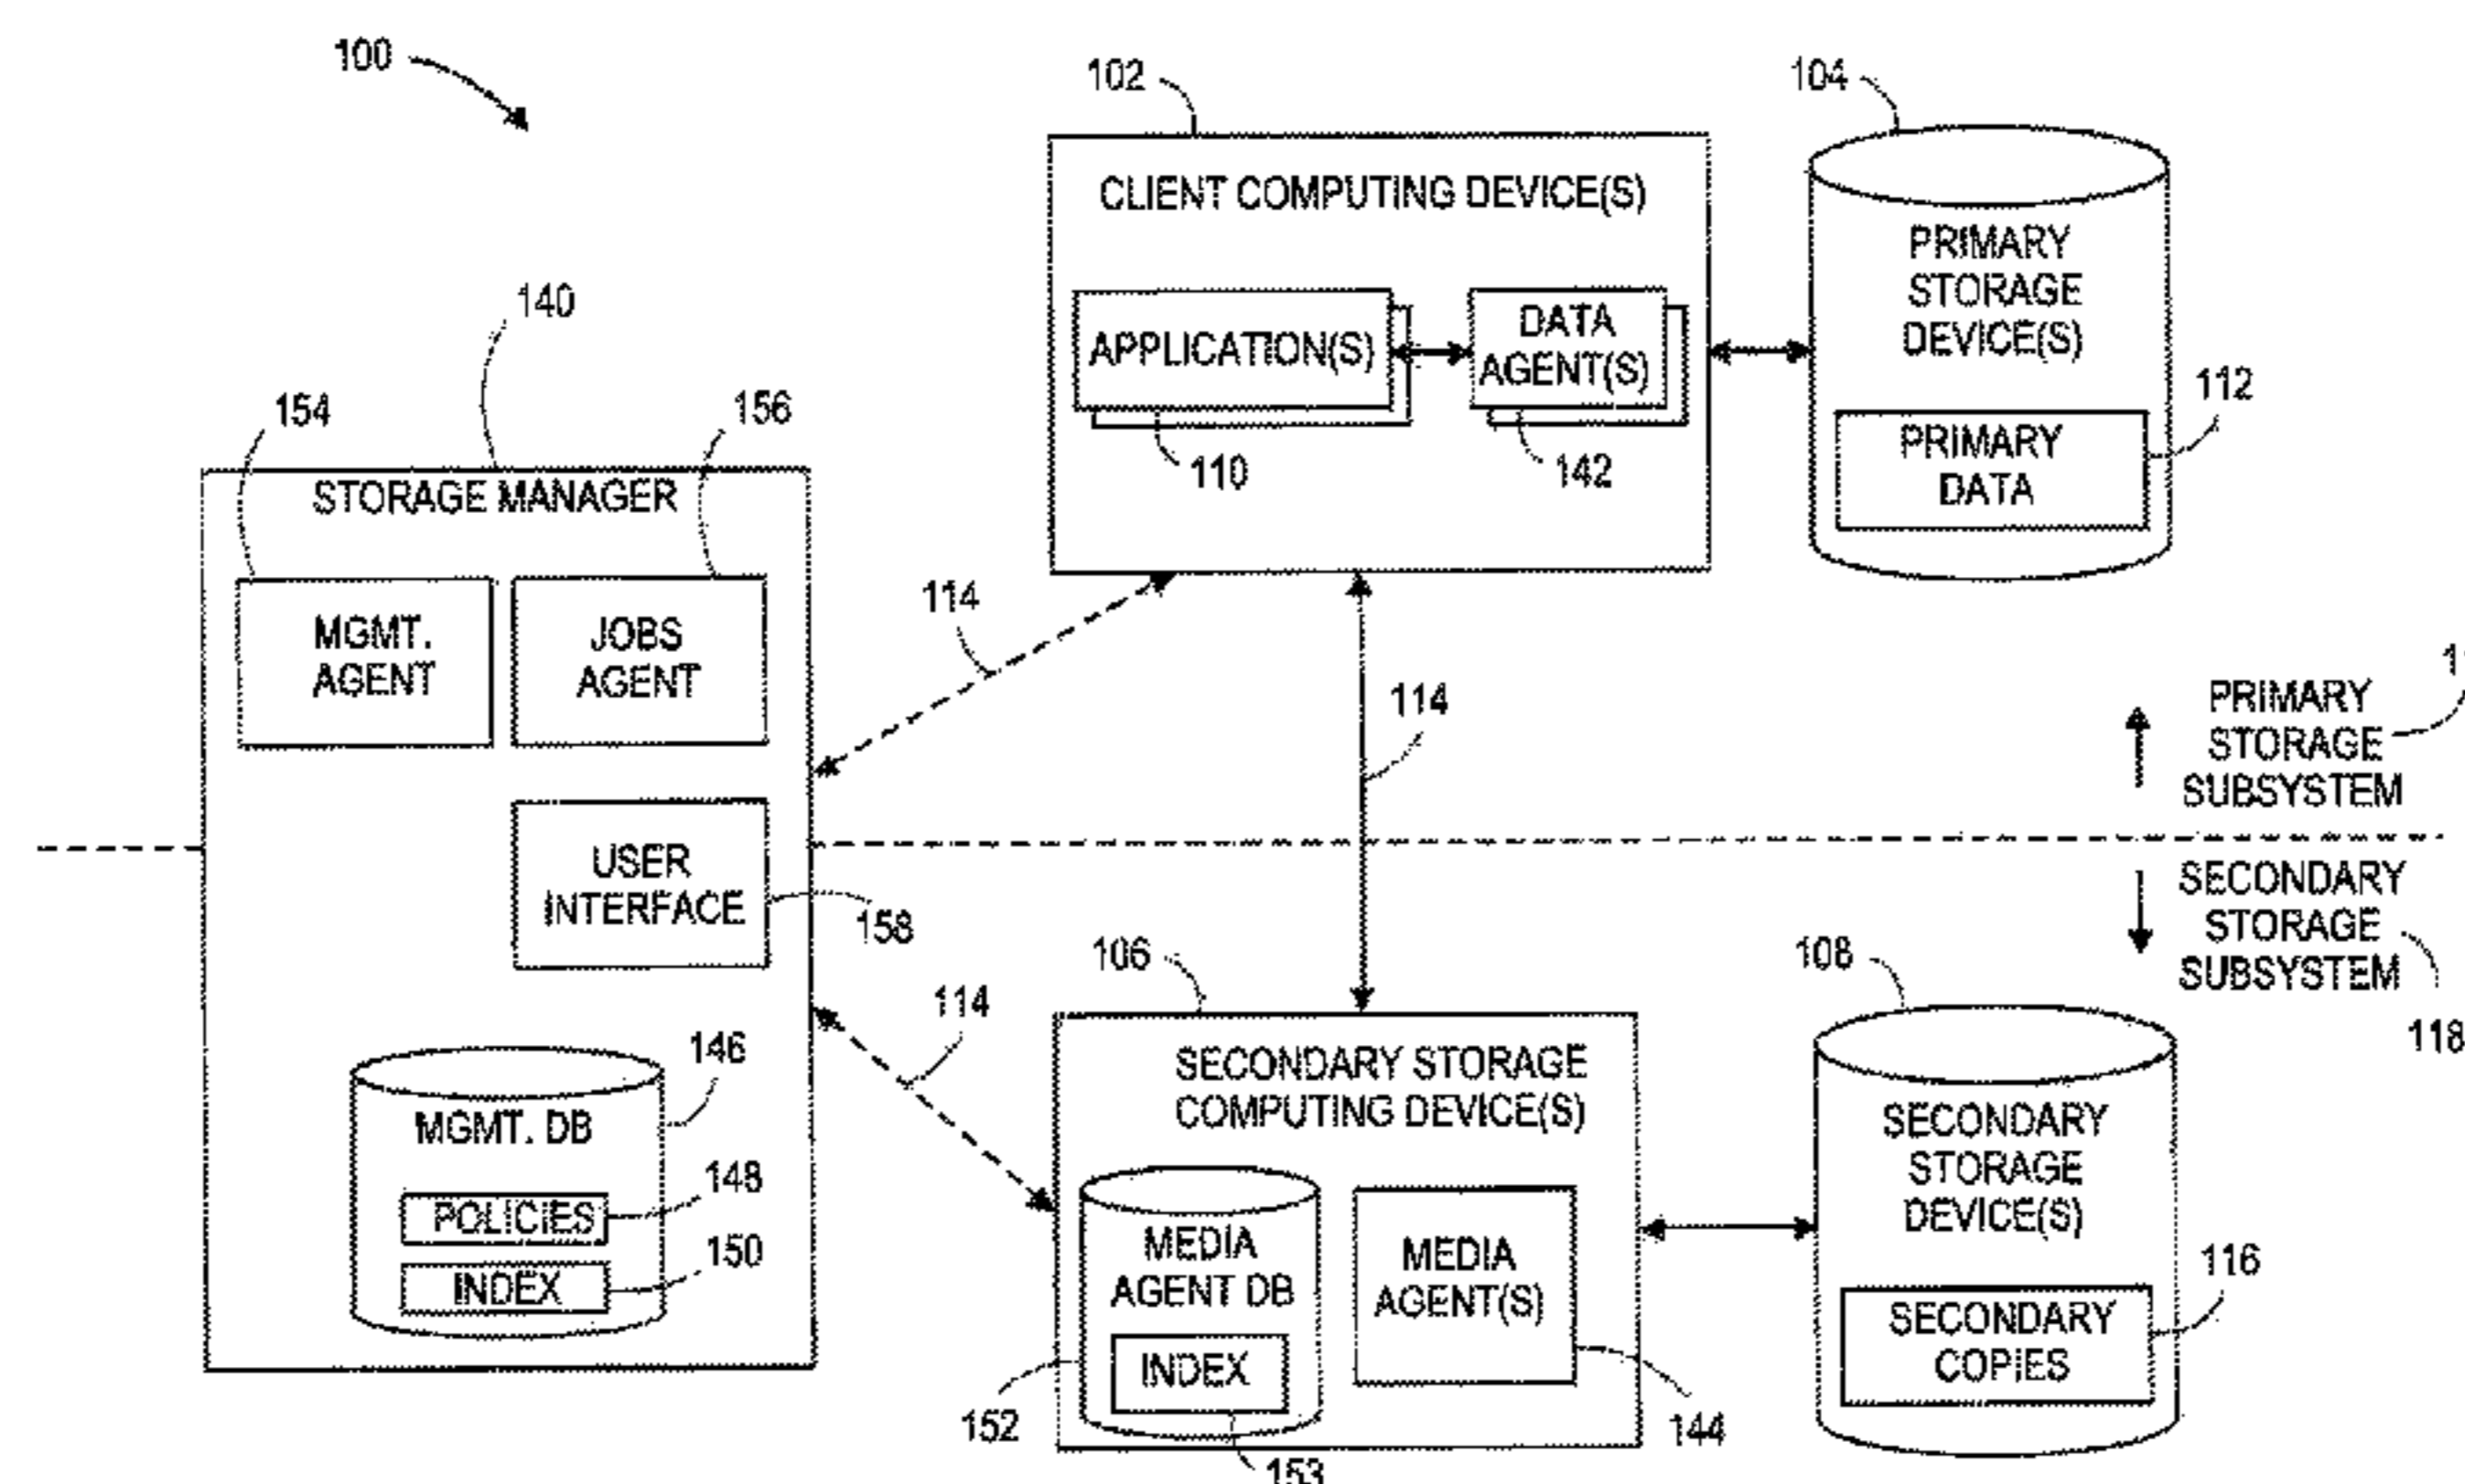 100
102
104
CLIENT COMPUTING DEVICE(S)
APPLICATION(S)
DATA
AGENT(S)
110
142
PRIMARY
STORAGE
DEVICE(S)
112
PRIMARY
DATA
140
154
156
STORAGE MANAGER
MGMT.
AGENT
JOBS
AGENT
114
114
PRIMARY
STORAGE
SUBSYSTEM
USER
INTERFACE
158
SECONDARY
STORAGE
SUBSYSTEM
118
114
106
108
146
MGMT. DB
148
POLICIES
150
INDEX
SECONDARY STORAGE
COMPUTING DEVICE(S)
MEDIA
AGENT DB
INDEX
MEDIA
AGENT(S)
152
153
144
SECONDARY
STORAGE
DEVICE(S)
116
SECONDARY
COPIES